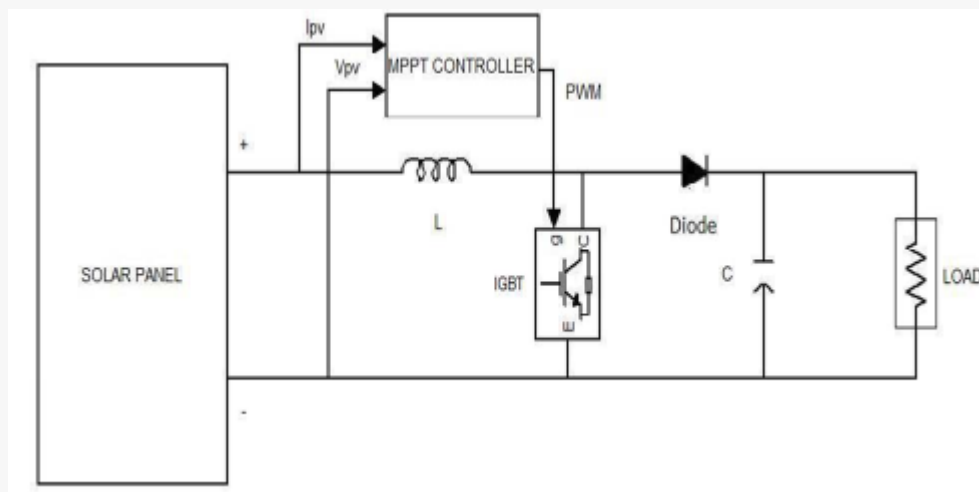 Ipv
MPPT CONTROLLER
Vpv
PWM
+
L
Diode
g
C
SOLAR PANEL
IGBT
C
LOAD
E
-